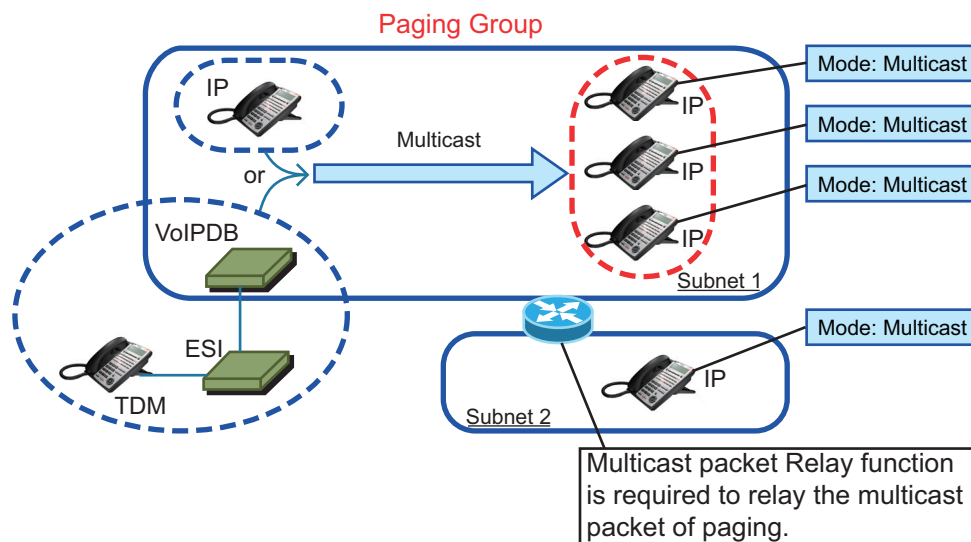 Paging Group
IP
Mode: Multicast
IP
Multicast
Mode: Multicast
IP
or
Mode: Multicast
IP
VoIPDB
Subnet 1
Mode: Multicast
ESI
IP
TDM
Subnet 2
Multicast packet Relay function
is required to relay the multicast
packet of paging.